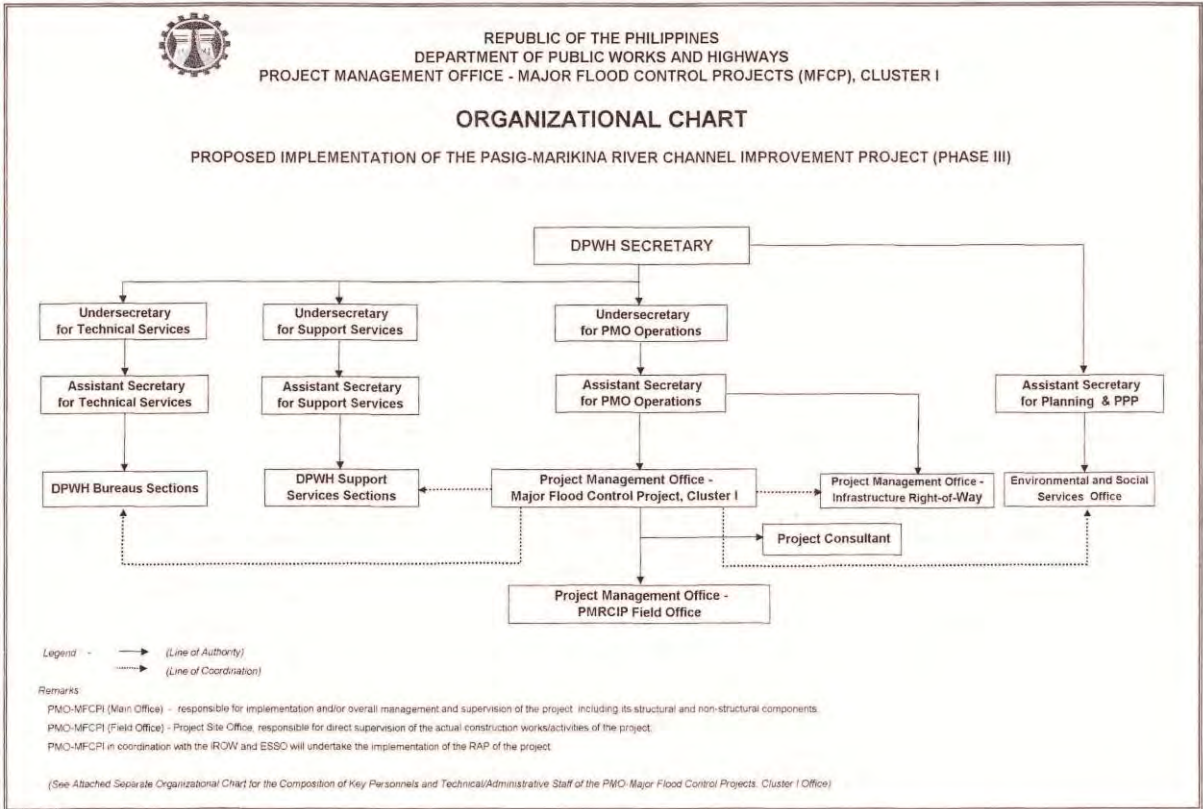 REPUBLIC OF THE PHILIPPINES
DEPARTMENT OF PUBLIC WORKS AND HIGHWAYS
PROJECT MANAGEMENT OFFICE - MAJOR FLOOD CONTROL PROJECTS (MFCP), CLUSTER I
ORGANIZATIONAL CHART
PROPOSED IMPLEMENTATION OF THE PASIG-MARIKINA RIVER CHANNEL IMPROVEMENT PROJECT (PHASE III)
DPWH SECRETARY
Undersecretary
for Technical Services
Undersecretary
for Support Services
Undersecretary
for PMO Operations
Assistant Secretary
for Technical Services
Assistant Secretary
for Support Services
Assistant Secretary
for PMO Operations
Assistant Secretary
for Planning & PPP
DPWH Bureaus Sections
DPWH Support
Services Sections
Project Management Office -
Major Flood Control Project, Cluster I
Project Management Office -
Infrastructure Right-of-Way
Environmental and Social
Services Office
Project Consultant
Project Management Office -
PMRCIP Field Office
Legend - (Line of Authority)
(Line of Coordination)
Remarks
PMO-MFCPI (Main Office) - responsible for implementation and/or overall management and supervision of the project including its structural and non-structural components.
PMO-MFCPI (Field Office) - Project Site Office, responsible for direct supervision of the actual construction works/activities of the project.
PMO-MFCPI in coordination with the IROW and ESSO will undertake the implementation of the RAP of the project
(See Attached Separate Organizational Chart for the Composition of Key Personnels and Technical/Administrative Staff of the PMO-Major Flood Control Projects, Cluster I Office)